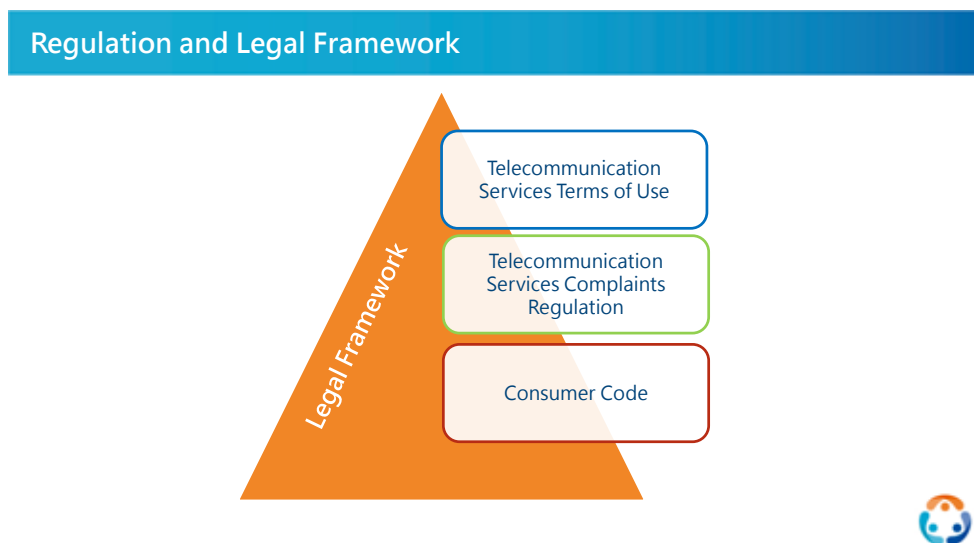 Regulation and Legal Framework
Telecommunication
Services Terms of Use
Telecommunication
Services Complaints
Regulation
Consumer Code
Legal Framework